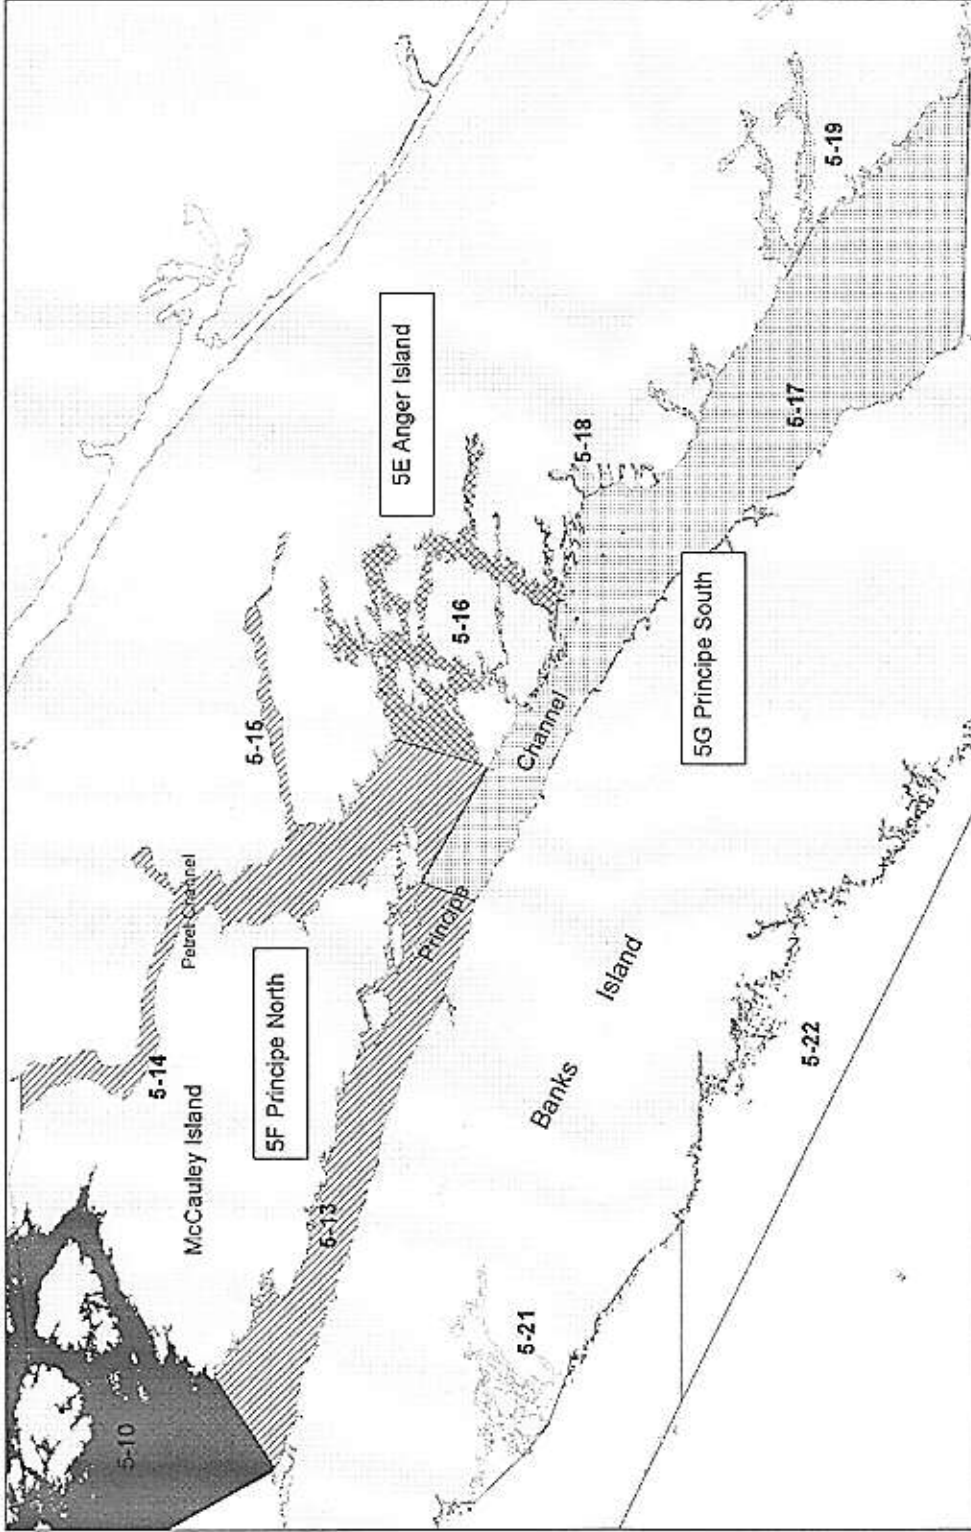 5-10
McCauley Island
5-14
Petrel Channel
5-15
5F Principe North
5-13
5E Anger Island
5-16
Principe
Channel
5-18
5-19
5-17
5G Principe South
Banks
Island
5-21
5-22